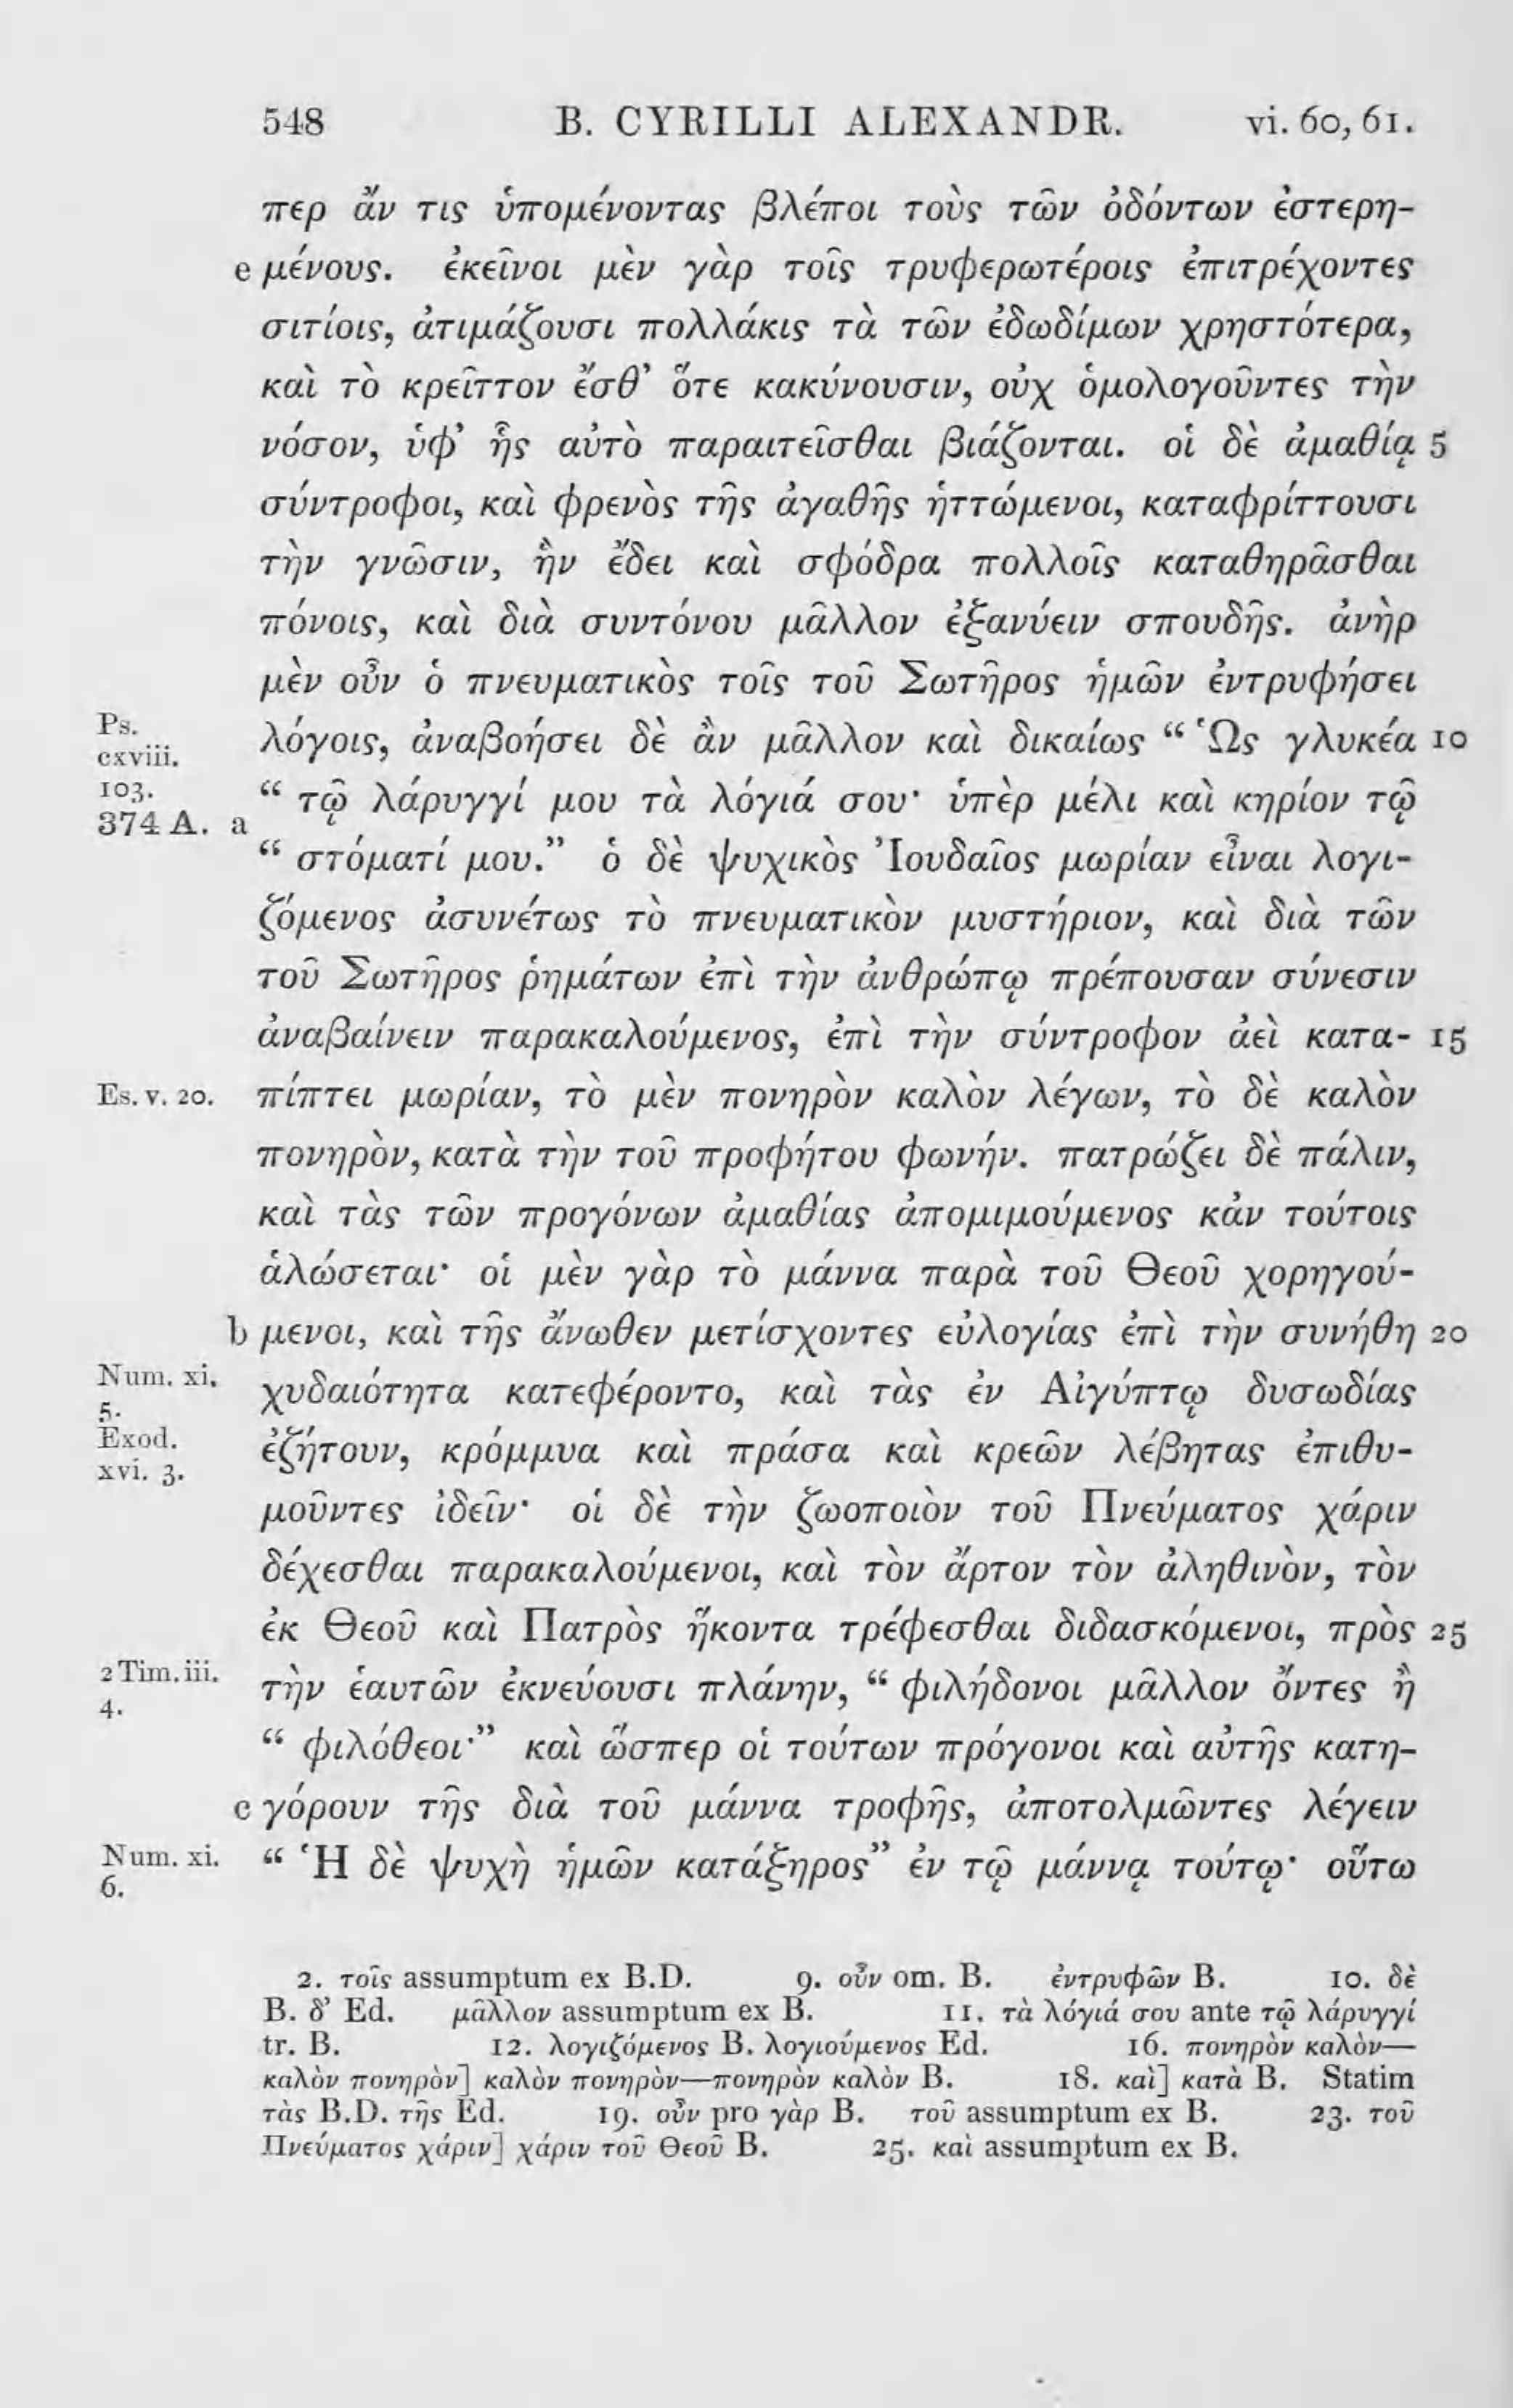 548 B. CYRILLI ALEXANDR. vi. 60, 61.
περ ἄν τις ὑπομένοντας βλέποι τοὺς τῶν ὀδόντων ἐστερη-
e μένους. ἐκεῖνοι μὲν γὰρ τοῖς τρυφερωτέροις ἐπιτρέχοντες
σιτίοις, ἀτιμάζουσι πολλάκις τὰ τῶν ἐδωδίμων χρηστότερα,
καὶ τὸ κρεῖττον ἔσθ’ ὅτε κακύνουσιν, οὐχ ὁμολογοῦντες τὴν
νόσον, ὑφ’ ἧς αὐτὸ παραιτεῖσθαι βιάζονται. οἱ δὲ ἀμαθίᾳ 5
σύντροφοι, καὶ φρενὸς τῆς ἀγαθῆς ἡττώμενοι, καταφρίττουσι
τὴν γνῶσιν, ἣν ἔδει καὶ σφόδρα πολλοῖς καταθηρᾶσθαι
πόνοις, καὶ διὰ συντόνου μᾶλλον ἐξανύειν σπουδῆς. ἀνὴρ
μὲν οὖν ὁ πνευματικὸς τοῖς τοῦ Σωτῆρος ἡμῶν ἐντρυφήσει
Ps. cxviii. 103. λόγοις, ἀναβοήσει δὲ ἂν μᾶλλον καὶ δικαίως “ Ὡς γλυκέα 10
374 A. a “ τῷ λάρυγγί μου τὰ λόγιά σου· ὑπὲρ μέλι καὶ κηρίον τῷ
“ στόματί μου.” ὁ δὲ ψυχικὸς Ἰουδαῖος μωρίαν εἶναι λογι-
ζόμενος ἀσυνέτως τὸ πνευματικὸν μυστήριον, καὶ διὰ τῶν
τοῦ Σωτῆρος ῥημάτων ἐπὶ τὴν ἀνθρώπῳ πρέπουσαν σύνεσιν
ἀναβαίνειν παρακαλούμενος, ἐπὶ τὴν σύντροφον ἀεὶ κατα- 15
Es. v. 20. πίπτει μωρίαν, τὸ μὲν πονηρὸν καλὸν λέγων, τὸ δὲ καλὸν
πονηρὸν, κατὰ τὴν τοῦ προφήτου φωνήν. πατρώζει δὲ πάλιν,
καὶ τὰς τῶν προγόνων ἀμαθίας ἀπομιμούμενος κἀν τούτοις
ἁλώσεται· οἱ μὲν γὰρ τὸ μάννα παρὰ τοῦ Θεοῦ χορηγού-
b μενοι, καὶ τῆς ἄνωθεν μετίσχοντες εὐλογίας ἐπὶ τὴν συνήθη 20
Num. xi. 5. χυδαιότητα κατεφέροντο, καὶ τὰς ἐν Αἰγύπτῳ δυσωδίας
Exod. xvi. 3. ἐζήτουν, κρόμμυα καὶ πράσα καὶ κρεῶν λέβητας ἐπιθυ-
μοῦντες ἰδεῖν· οἱ δὲ τὴν ζωοποιὸν τοῦ Πνεύματος χάριν
δέχεσθαι παρακαλούμενοι, καὶ τὸν ἄρτον τὸν ἀληθινὸν, τὸν
ἐκ Θεοῦ καὶ Πατρὸς ἥκοντα τρέφεσθαι διδασκόμενοι, πρὸς 25
2 Tim. iii. 4. τὴν ἑαυτῶν ἐκνεύουσι πλάνην, “ φιλήδονοι μᾶλλον ὄντες ἢ
“ φιλόθεοι·” καὶ ὥσπερ οἱ τούτων πρόγονοι καὶ αὐτῆς κατη-
c γόρουν τῆς διὰ τοῦ μάννα τροφῆς, ἀποτολμῶντες λέγειν
Num. xi. 6. “ Ἡ δὲ ψυχὴ ἡμῶν κατάξηρος” ἐν τῷ μάννᾳ τούτῳ· οὕτω
2. τοῖς assumptum ex B.D. 9. οὖν om. B. ἐντρυφῶν B. 10. δὲ
B. δ’ Ed. μᾶλλον assumptum ex B. 11. τὰ λόγιά σου ante τῷ λάρυγγί
tr. B. 12. λογιζόμενος B. λογιούμενος Ed. 16. πονηρὸν καλὸν—
καλὸν πονηρὸν] καλὸν πονηρὸν—πονηρὸν καλὸν B. 18. καὶ] κατὰ B. Statim
τὰς B.D. τῆς Ed. 19. οὖν pro γὰρ B. τοῦ assumptum ex B. 23. τοῦ
Πνεύματος χάριν] χάριν τοῦ Θεοῦ B. 25. καὶ assumptum ex B.